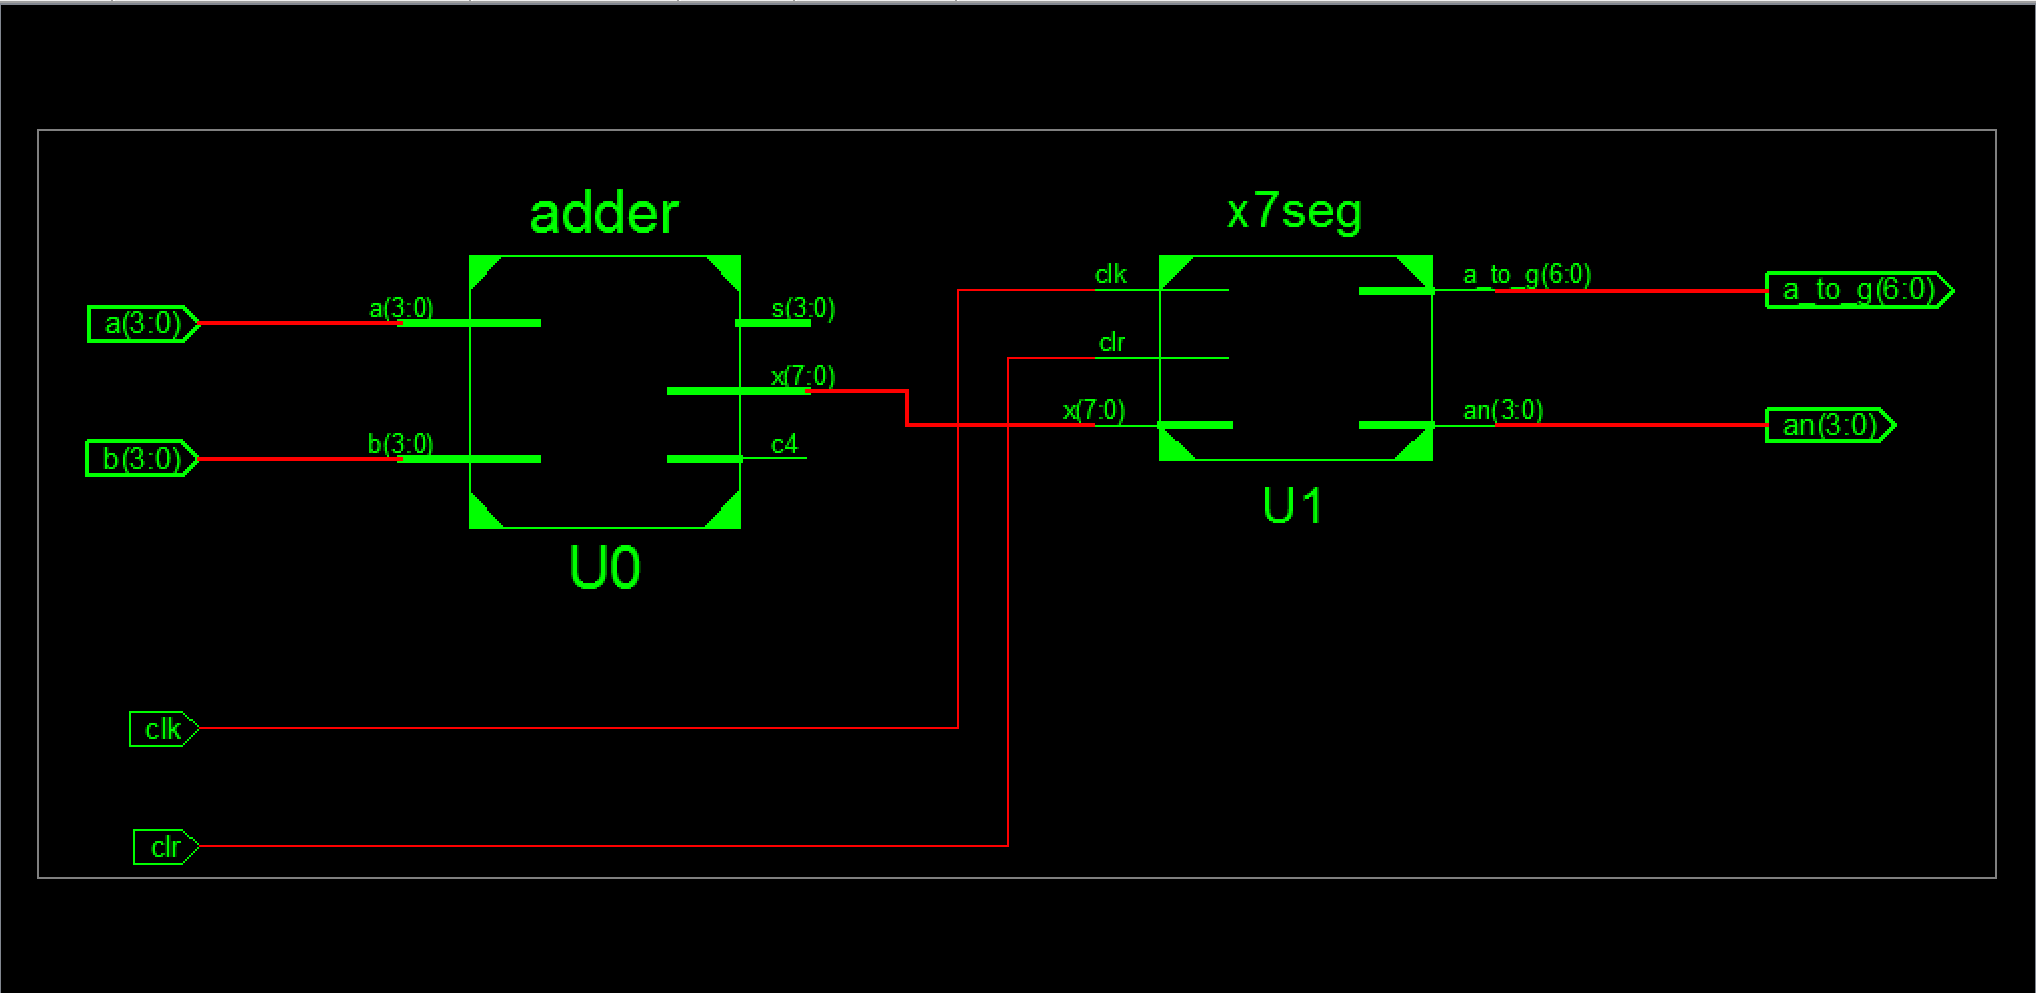 adder
x7seg
a(3:0)
a(3:0)
s(3:0)
x(7:0)
b(3:0)
b(3:0)
c4
U0
clk
clr
x(7:0)
a_to_g(6:0)
a_to_g(6:0)
an(3:0)
an(3:0)
U1
clk
clr